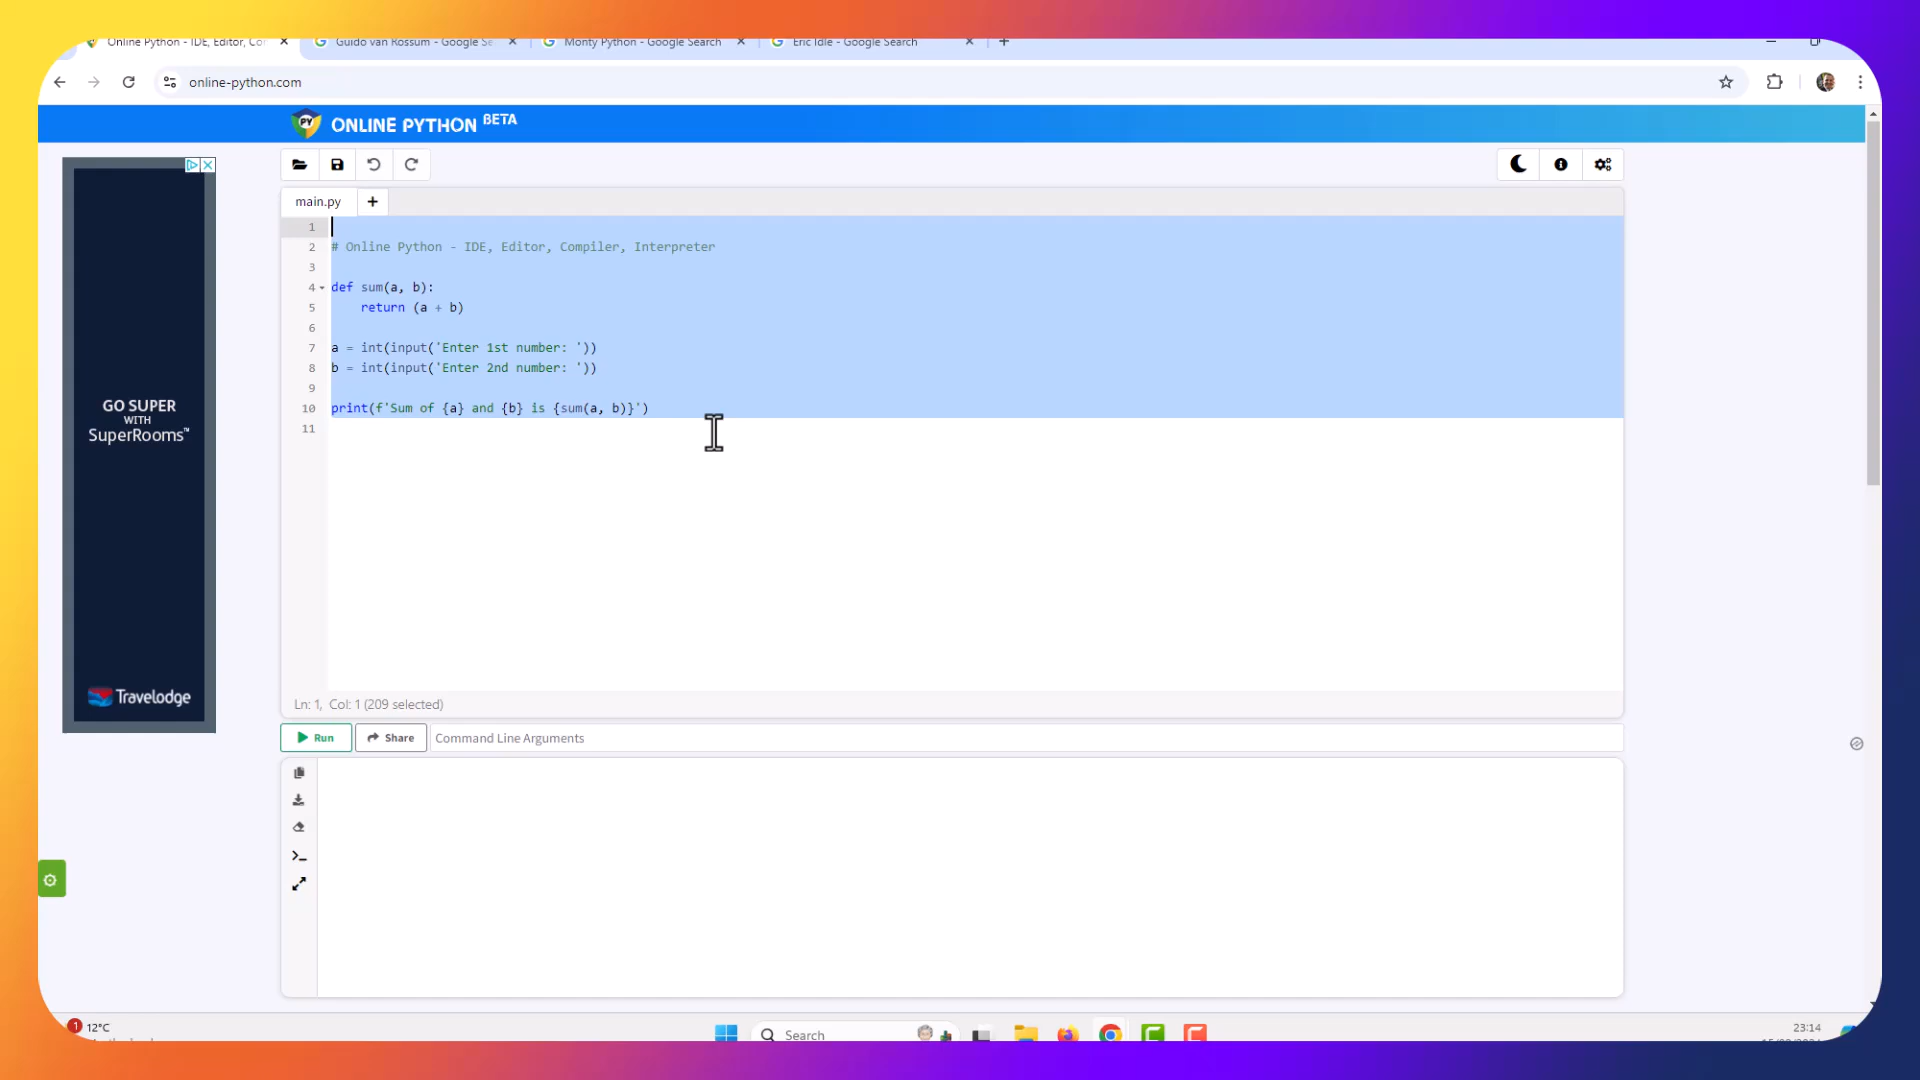 Online Python - IDE, Editor, Co
Guido van Rossum - Google Se
Monty Python - Google Search
Eric Idle - Google Search
online-python.com
PY ONLINE PYTHON BETA
main.py
1
2 # Online Python - IDE, Editor, Compiler, Interpreter
3
4 def sum(a, b):
5 return (a + b)
6
7 a = int(input('Enter 1st number: '))
8 b = int(input('Enter 2nd number: '))
9
10 print(f'Sum of {a} and {b} is {sum(a, b)}')
11
GO SUPER
WITH
SuperRooms™
Travelodge
Ln: 1, Col: 1 (209 selected)
Run
Share
Command Line Arguments
1
12°C
Search
23:14